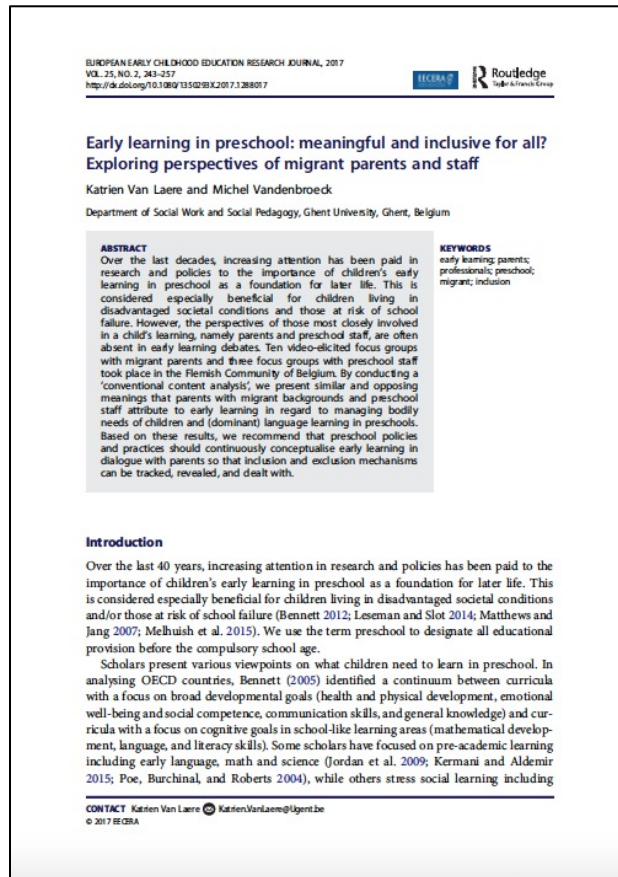 EUROPEAN EARLY CHILDHOOD EDUCATION RESEARCH JOURNAL, 2017
VOL. 25, NO. 2, 243–257
http://dx.doi.org/10.1080/1350293X.2017.1288017
EECERA
Routledge
Taylor & Francis Group
Early learning in preschool: meaningful and inclusive for all?
Exploring perspectives of migrant parents and staff
Katrien Van Laere and Michel Vandenbroeck
Department of Social Work and Social Pedagogy, Ghent University, Ghent, Belgium
ABSTRACT
Over the last decades, increasing attention has been paid in
research and policies to the importance of children's early
learning in preschool as a foundation for later life. This is
considered especially beneficial for children living in
disadvantaged societal conditions and those at risk of school
failure. However, the perspectives of those most closely involved
in a child's learning, namely parents and preschool staff, are often
absent in early learning debates. Ten video-elicited focus groups
with migrant parents and three focus groups with preschool staff
took place in the Flemish Community of Belgium. By conducting a
'conventional content analysis', we present similar and opposing
meanings that parents with migrant backgrounds and preschool
staff attribute to early learning in regard to managing bodily
needs of children and (dominant) language learning in preschools.
Based on these results, we recommend that preschool policies
and practices should continuously conceptualise early learning in
dialogue with parents so that inclusion and exclusion mechanisms
can be tracked, revealed, and dealt with.
KEYWORDS
early learning; parents;
professionals; preschool;
migrant; inclusion
Introduction
Over the last 40 years, increasing attention in research and policies has been paid to the
importance of children's early learning in preschool as a foundation for later life. This
is considered especially beneficial for children living in disadvantaged societal conditions
and/or those at risk of school failure (Bennett 2012; Leseman and Slot 2014; Matthews and
Jang 2007; Melhuish et al. 2015). We use the term preschool to designate all educational
provision before the compulsory school age.
Scholars present various viewpoints on what children need to learn in preschool. In
analysing OECD countries, Bennett (2005) identified a continuum between curricula
with a focus on broad developmental goals (health and physical development, emotional
well-being and social competence, communication skills, and general knowledge) and cur-
ricula with a focus on cognitive goals in school-like learning areas (mathematical develop-
ment, language, and literacy skills). Some scholars have focused on pre-academic learning
including early language, math and science (Jordan et al. 2009; Kermani and Aldemir
2015; Poe, Burchinal, and Roberts 2004), while others stress social learning including
CONTACT Katrien Van Laere Katrien.VanLaere@Ugent.be
© 2017 EECERA